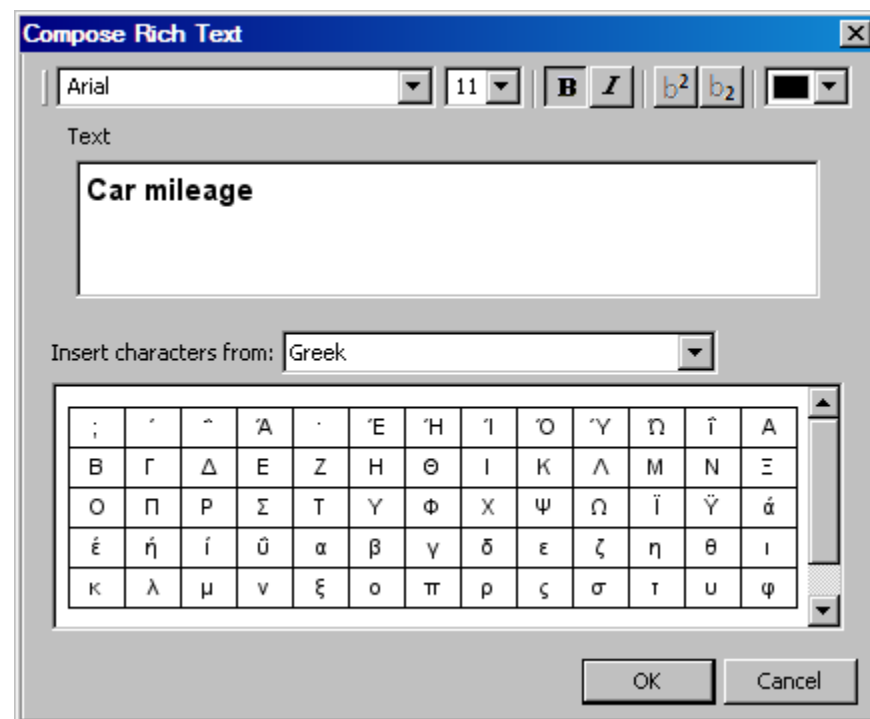 Compose Rich Text
Arial 11 B I b² b₂
Text
Car mileage
Insert characters from: Greek
; ΄ ΅ Ά · Έ Ή Ί Ό Ύ Ώ ΐ Α
Β Γ Δ Ε Ζ Η Θ Ι Κ Λ Μ Ν Ξ
Ο Π Ρ Σ Τ Υ Φ Χ Ψ Ω Ϊ Ϋ ά
έ ή ί ΰ α β γ δ ε ζ η θ ι
κ λ μ ν ξ ο π ρ ς σ τ υ φ
OK Cancel